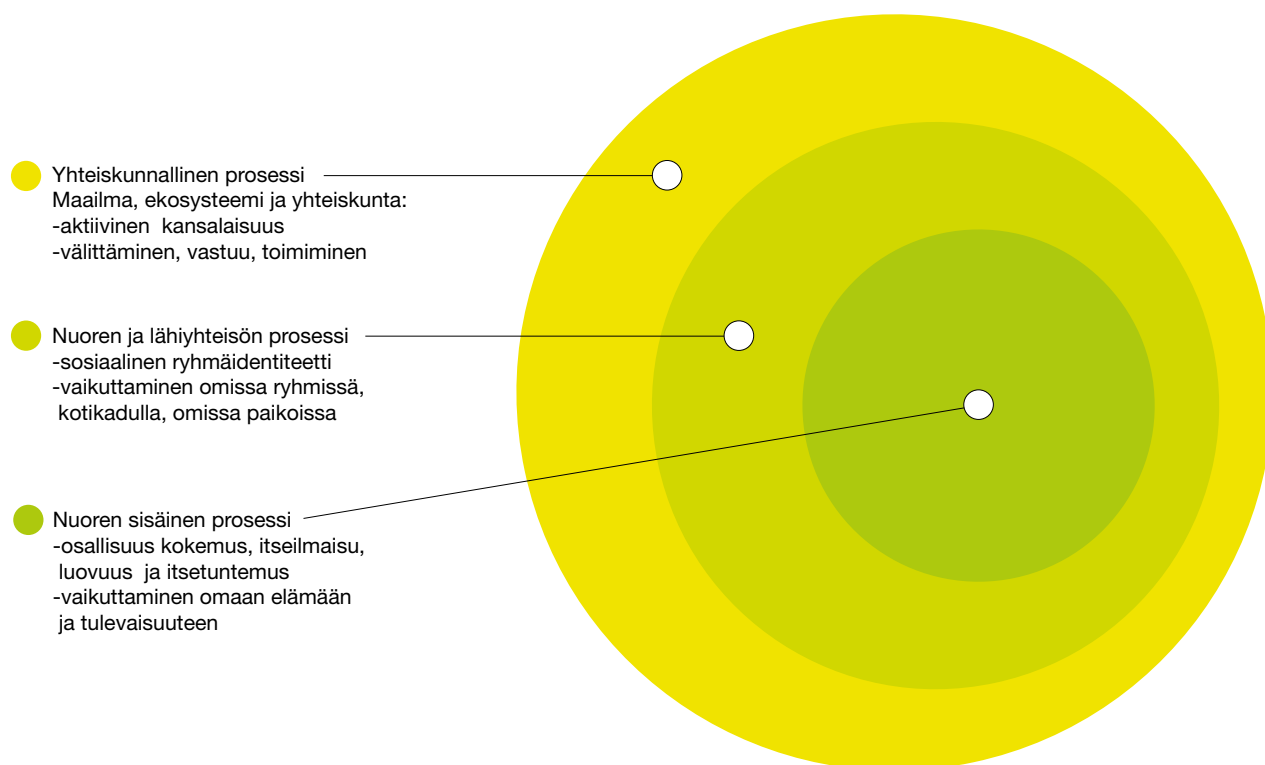 Yhteiskunnallinen prosessi
Maailma, ekosysteemi ja yhteiskunta:
-aktiivinen kansalaisuus
-välittäminen, vastuu, toimiminen
Nuoren ja lähiyhteisön prosessi
-sosiaalinen ryhmäidentiteetti
-vaikuttaminen omissa ryhmissä,
kotikadulla, omissa paikoissa
Nuoren sisäinen prosessi
-osallisuus kokemus, itseilmaisu,
luovuus ja itsetuntemus
-vaikuttaminen omaan elämään
ja tulevaisuuteen